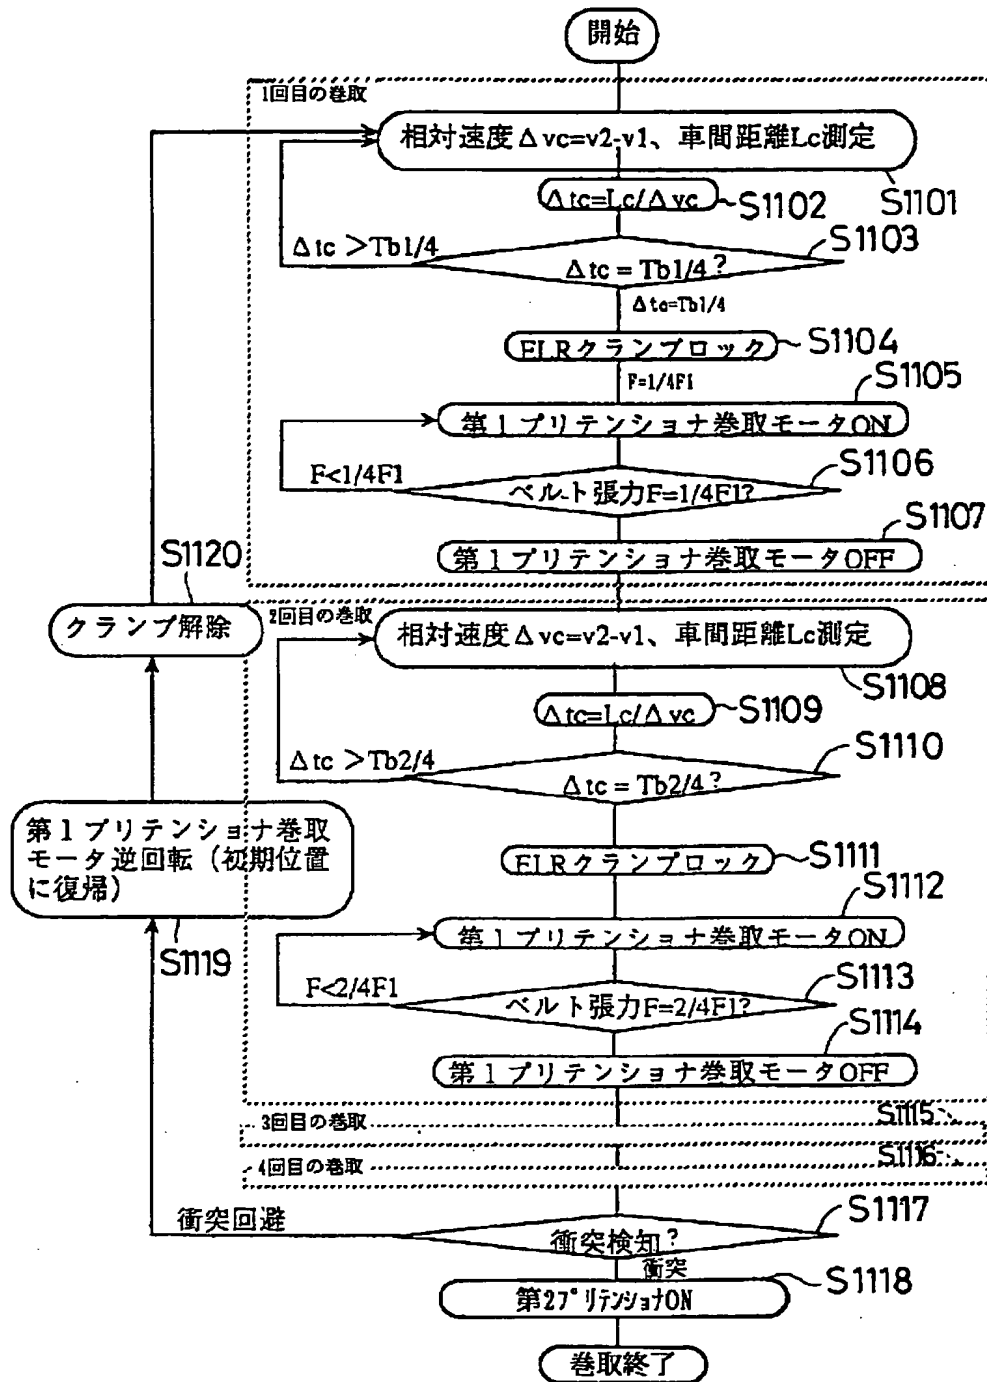 開始
1回目の巻取
相対速度Δvc=v2-v1、車間距離Lc測定
S1101
Δtc=Lc/Δvc
S1102
S1103
Δtc＞Tb1/4
Δtc=Tb1/4?
Δtc=Tb1/4
ELRクランプロック
S1104
F=1/4F1
S1105
第1プリテンショナ巻取モータON
F<1/4F1
S1106
ベルト張力F=1/4F1?
S1107
第1プリテンショナ巻取モータOFF
S1120
クランプ解除
2回目の巻取
相対速度Δvc=v2-v1、車間距離Lc測定
S1108
Δtc=Lc/Δvc
S1109
S1110
Δtc＞Tb2/4
Δtc=Tb2/4?
第1プリテンショナ巻取
モータ逆回転（初期位置
に復帰）
S1119
ELRクランプロック
S1111
S1112
第1プリテンショナ巻取モータON
F<2/4F1
S1113
ベルト張力F=2/4F1?
S1114
第1プリテンショナ巻取モータOFF
3回目の巻取
S1115
S1116
4回目の巻取
衝突回避
S1117
衝突検知?
衝突
S1118
第2ﾌﾟﾘﾃﾝｼｮﾅON
巻取終了